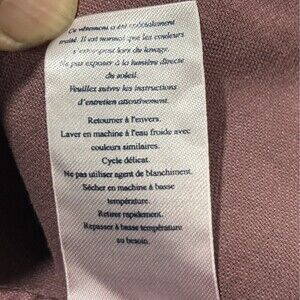 Ce vêtement a été spécialement
traité. Il est normal que les couleurs
s'estompent lors du lavage.
Ne pas exposer à la lumière directe
du soleil.
Veuillez suivre les instructions
d'entretien attentivement.
Retourner à l'envers.
Laver en machine à l'eau froide avec
couleurs similaires.
Cycle délicat.
Ne pas utiliser agent de blanchiment.
Sécher en machine à basse
température.
Retirer rapidement.
Repasser à basse température
au besoin.